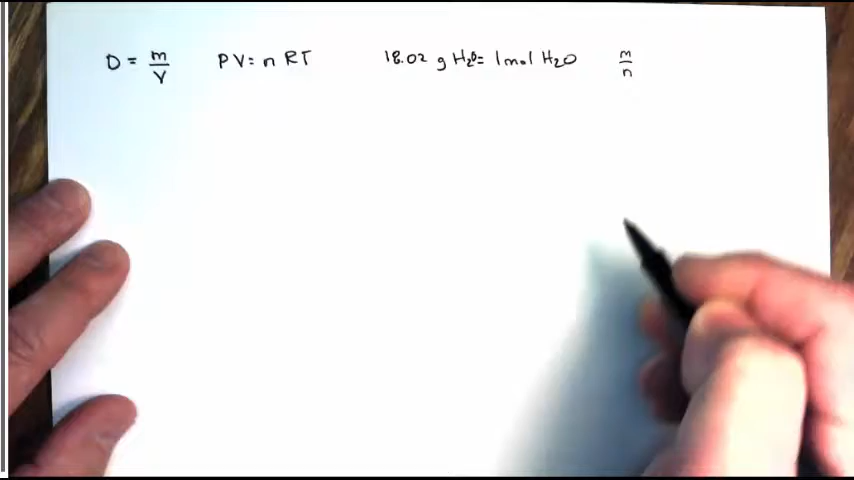 D = m/V PV = nRT 18.02 g H₂O = 1 mol H₂O m/n